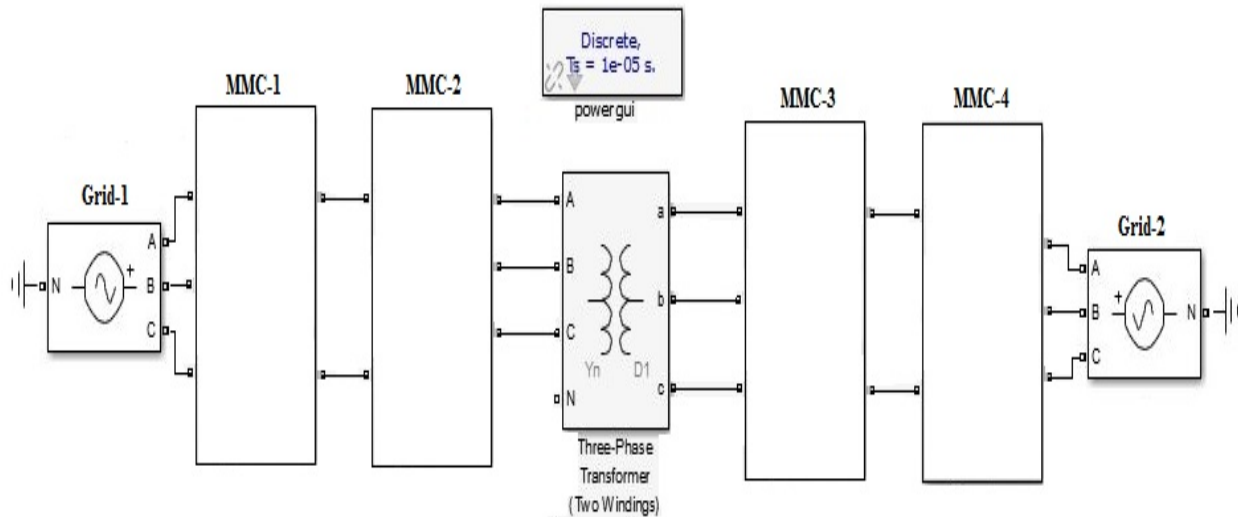 Discrete,
Ts = 1e-05 s.
powergui
MMC-1
MMC-2
MMC-3
MMC-4
Grid-1
N
+
A
B
C
A
B
C
N
Yn
D1
a
b
c
Three-Phase
Transformer
(Two Windings)
Grid-2
A
B
C
+
N